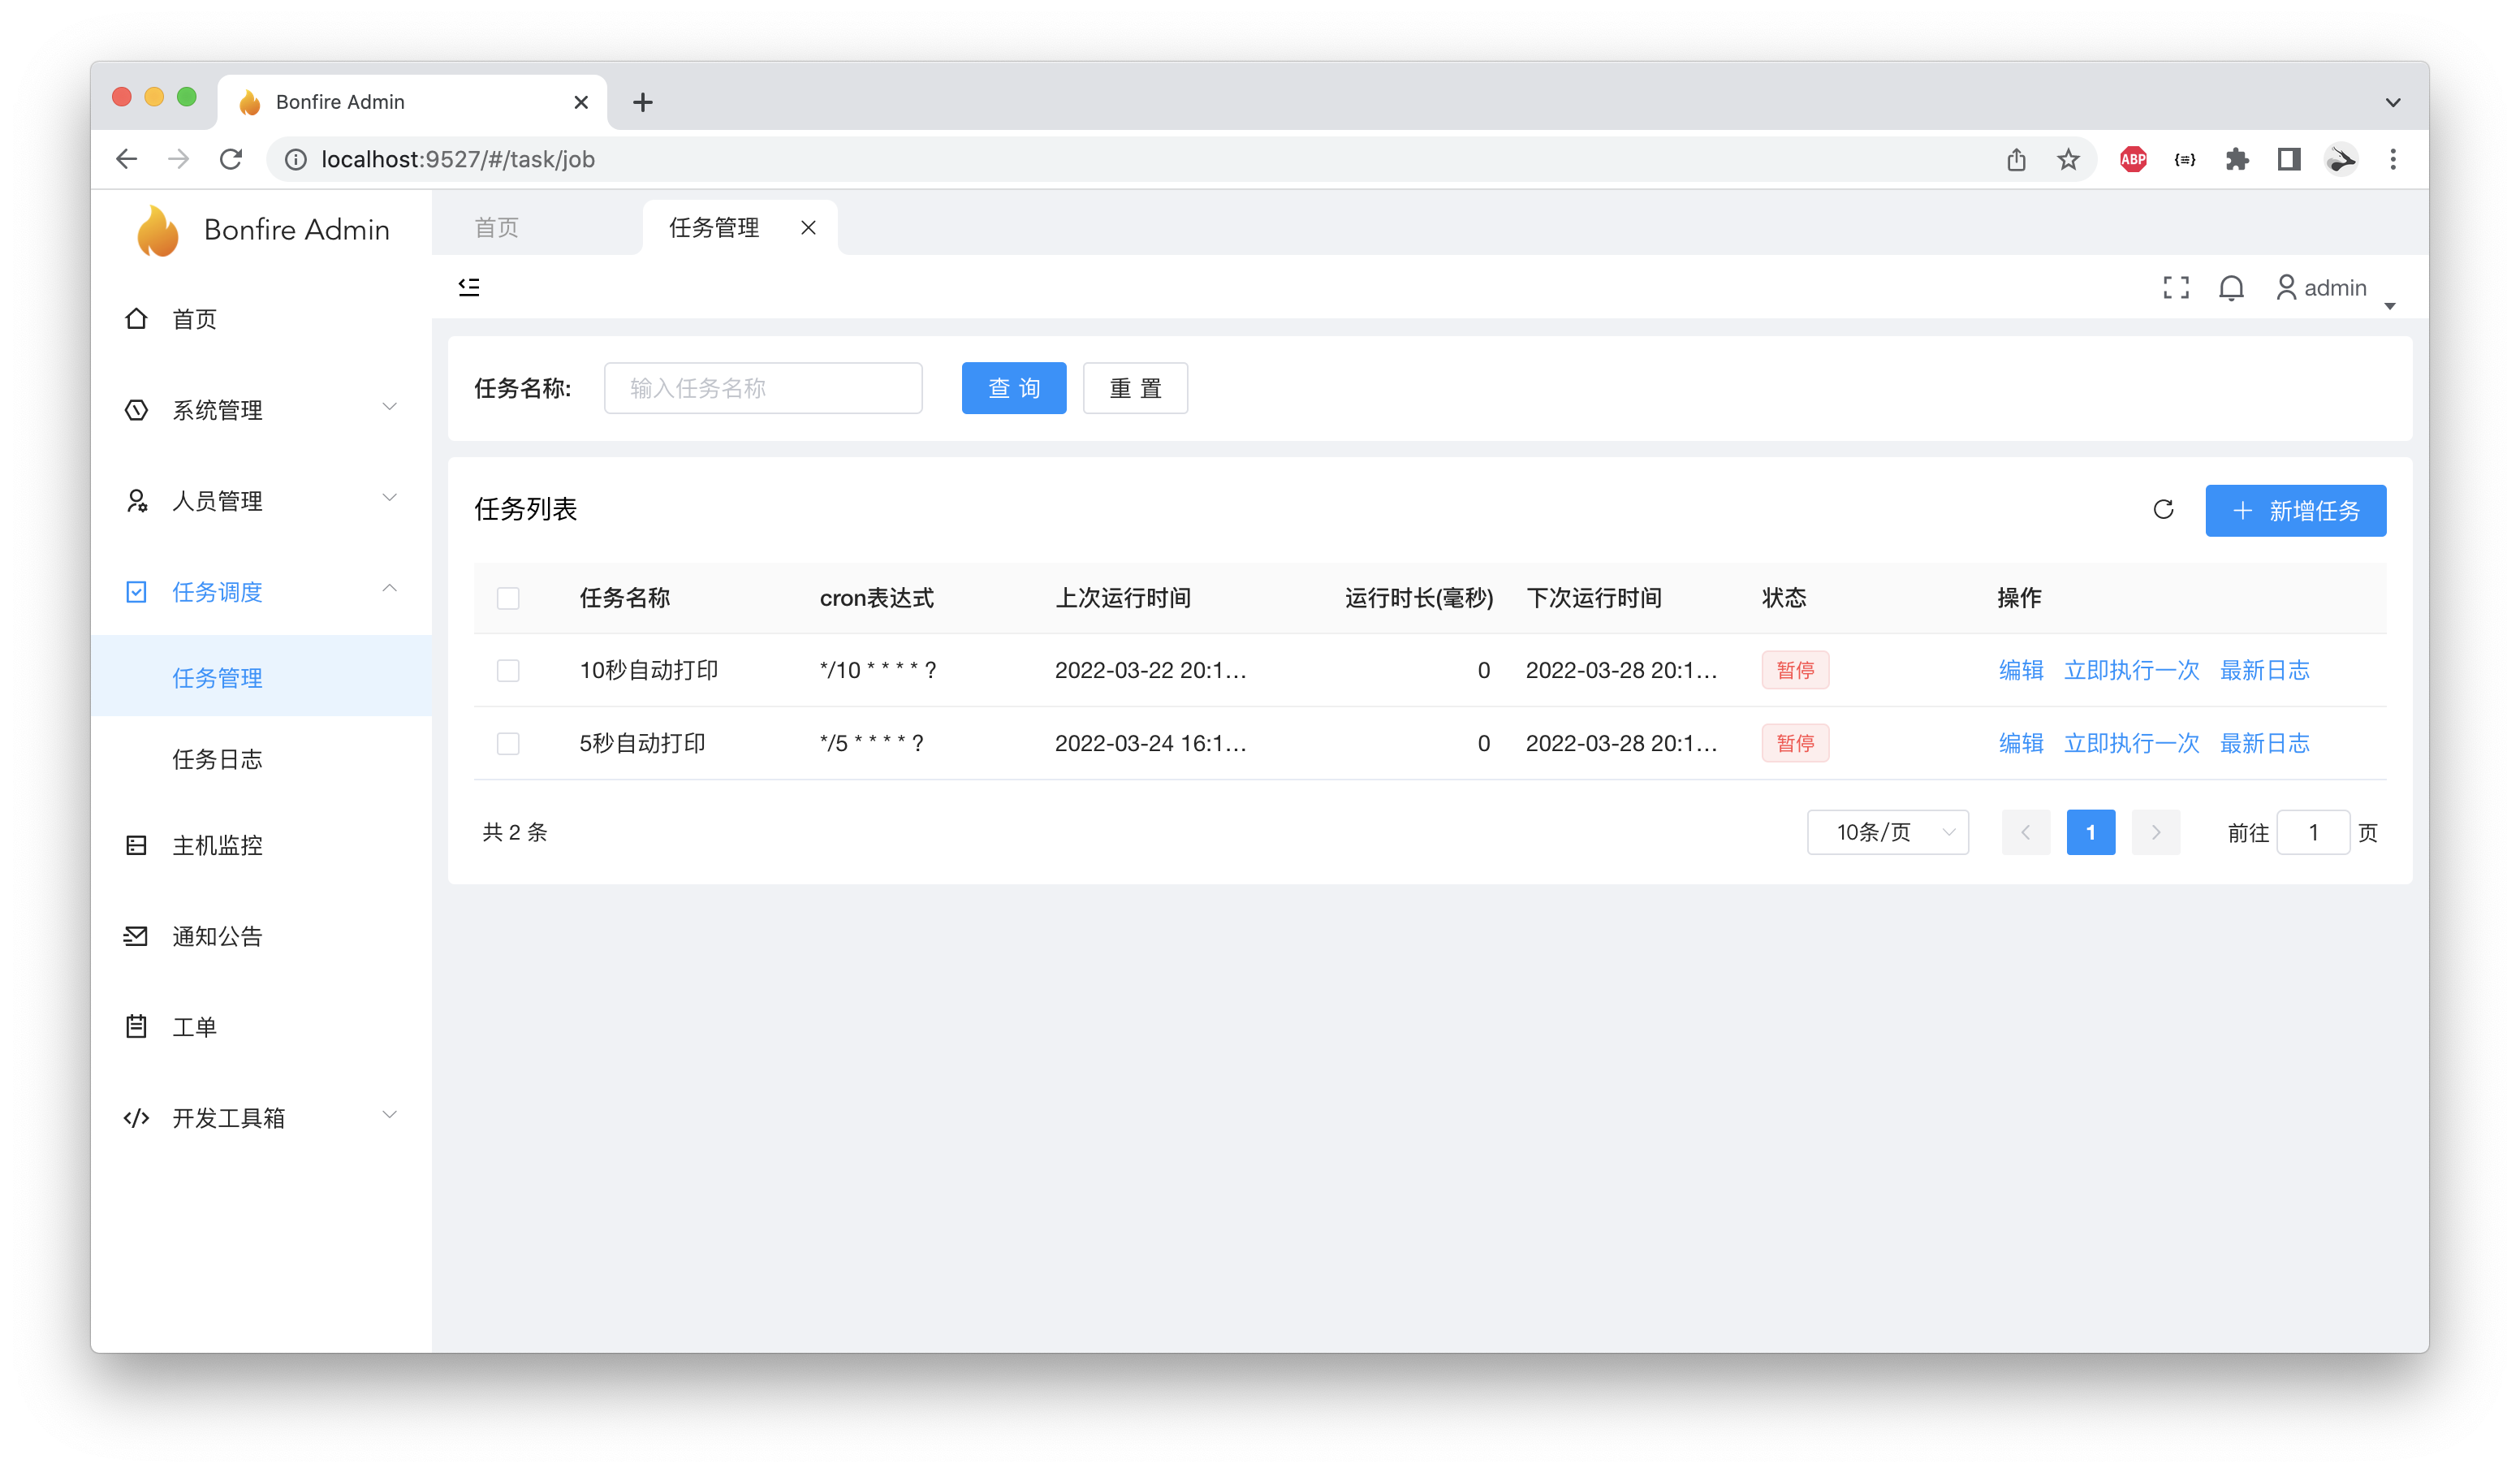 Bonfire Admin
localhost:9527/#/task/job
ABP
Bonfire Admin
首页
任务管理
admin
首页
系统管理
人员管理
任务调度
任务管理
任务日志
主机监控
通知公告
工单
开发工具箱
任务名称: 输入任务名称 查 询 重 置
任务列表 新增任务
任务名称 cron表达式 上次运行时间 运行时长(毫秒) 下次运行时间 状态 操作
10秒自动打印 */10 * * * * ? 2022-03-22 20:1... 0 2022-03-28 20:1... 暂停 编辑 立即执行一次 最新日志
5秒自动打印 */5 * * * * ? 2022-03-24 16:1... 0 2022-03-28 20:1... 暂停 编辑 立即执行一次 最新日志
共 2 条 10条/页 1 前往 1 页